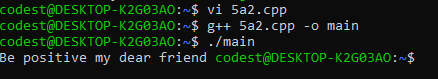 codest@DESKTOP-K2G03AO:~$ vi 5a2.cpp
codest@DESKTOP-K2G03AO:~$ g++ 5a2.cpp -o main
codest@DESKTOP-K2G03AO:~$ ./main
Be positive my dear friend codest@DESKTOP-K2G03AO:~$